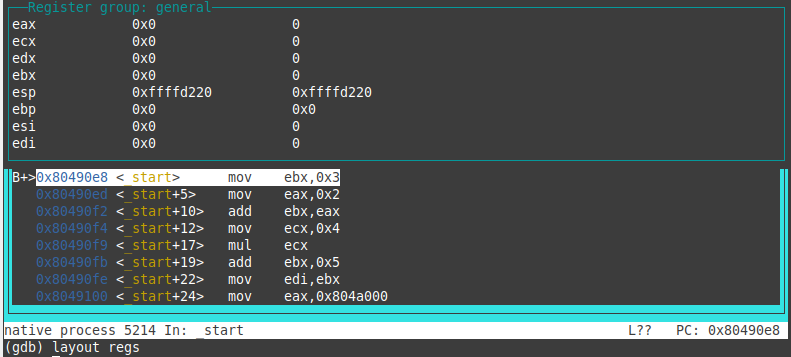 Register group: general
eax 0x0 0
ecx 0x0 0
edx 0x0 0
ebx 0x0 0
esp 0xffffd220 0xffffd220
ebp 0x0 0x0
esi 0x0 0
edi 0x0 0
B+>0x80490e8 <_start> mov ebx,0x3
0x80490ed <_start+5> mov eax,0x2
0x80490f2 <_start+10> add ebx,eax
0x80490f4 <_start+12> mov ecx,0x4
0x80490f9 <_start+17> mul ecx
0x80490fb <_start+19> add ebx,0x5
0x80490fe <_start+22> mov edi,ebx
0x8049100 <_start+24> mov eax,0x804a000
native process 5214 In: _start L?? PC: 0x80490e8
(gdb) layout regs